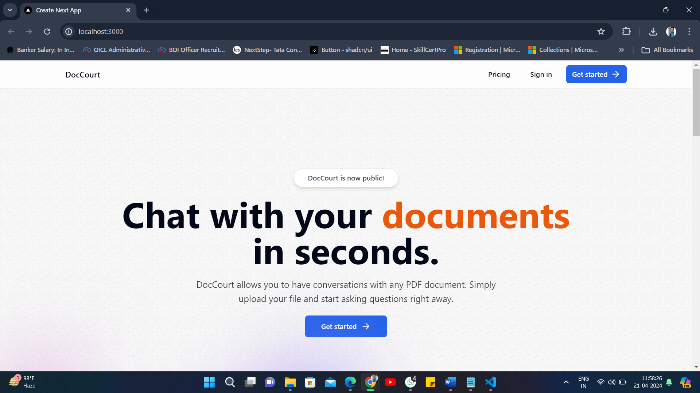 Create Next App
localhost:3000
Banker Salary: In In...
OICL Administrativ...
BOI Officer Recruit...
NextStep- Tata Con...
Button - shadcn/ui
Home - SkillCertPro
Registration | Micr...
Collections | Micros...
All Bookmarks
DocCourt
Pricing
Sign in
Get started
DocCourt is now public!
Chat with your documents
in seconds.
DocCourt allows you to have conversations with any PDF document. Simply
upload your file and start asking questions right away.
Get started
99°F
Haze
ENG
IN
11:58:26
21-04-2024